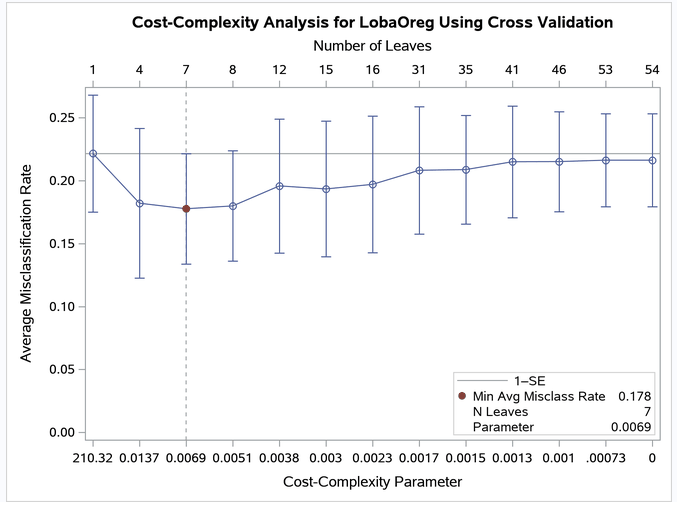 Cost-Complexity Analysis for LobaOreg Using Cross Validation
Number of Leaves
1 4 7 8 12 15 16 31 35 41 46 53 54
Average Misclassification Rate
0.25
0.20
0.15
0.10
0.05
0.00
1–SE
Min Avg Misclass Rate 0.178
N Leaves 7
Parameter 0.0069
210.32 0.0137 0.0069 0.0051 0.0038 0.003 0.0023 0.0017 0.0015 0.0013 0.001 .00073 0
Cost-Complexity Parameter